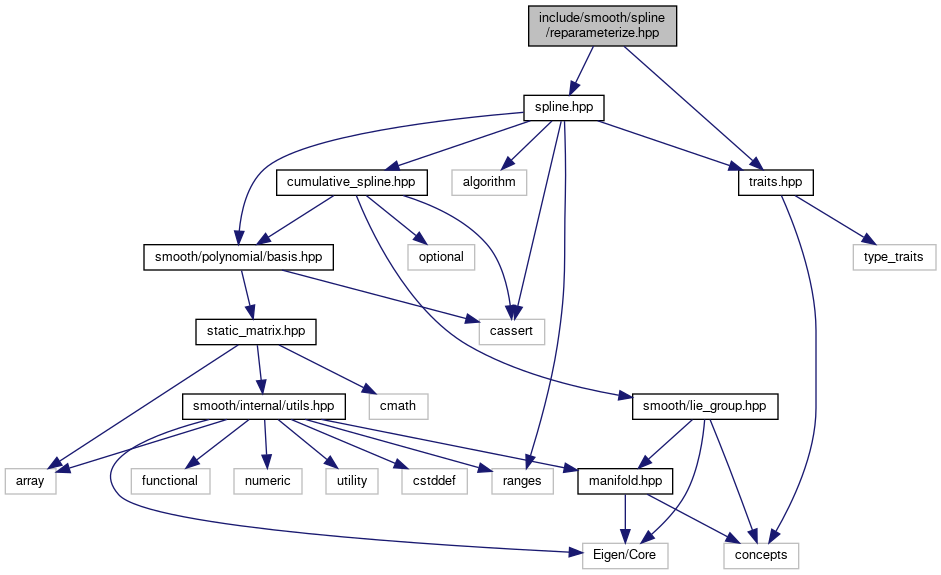 include/smooth/spline
/reparameterize.hpp
spline.hpp
cumulative_spline.hpp
algorithm
traits.hpp
smooth/polynomial/basis.hpp
optional
type_traits
static_matrix.hpp
cassert
smooth/internal/utils.hpp
cmath
smooth/lie_group.hpp
array
functional
numeric
utility
cstddef
ranges
manifold.hpp
Eigen/Core
concepts